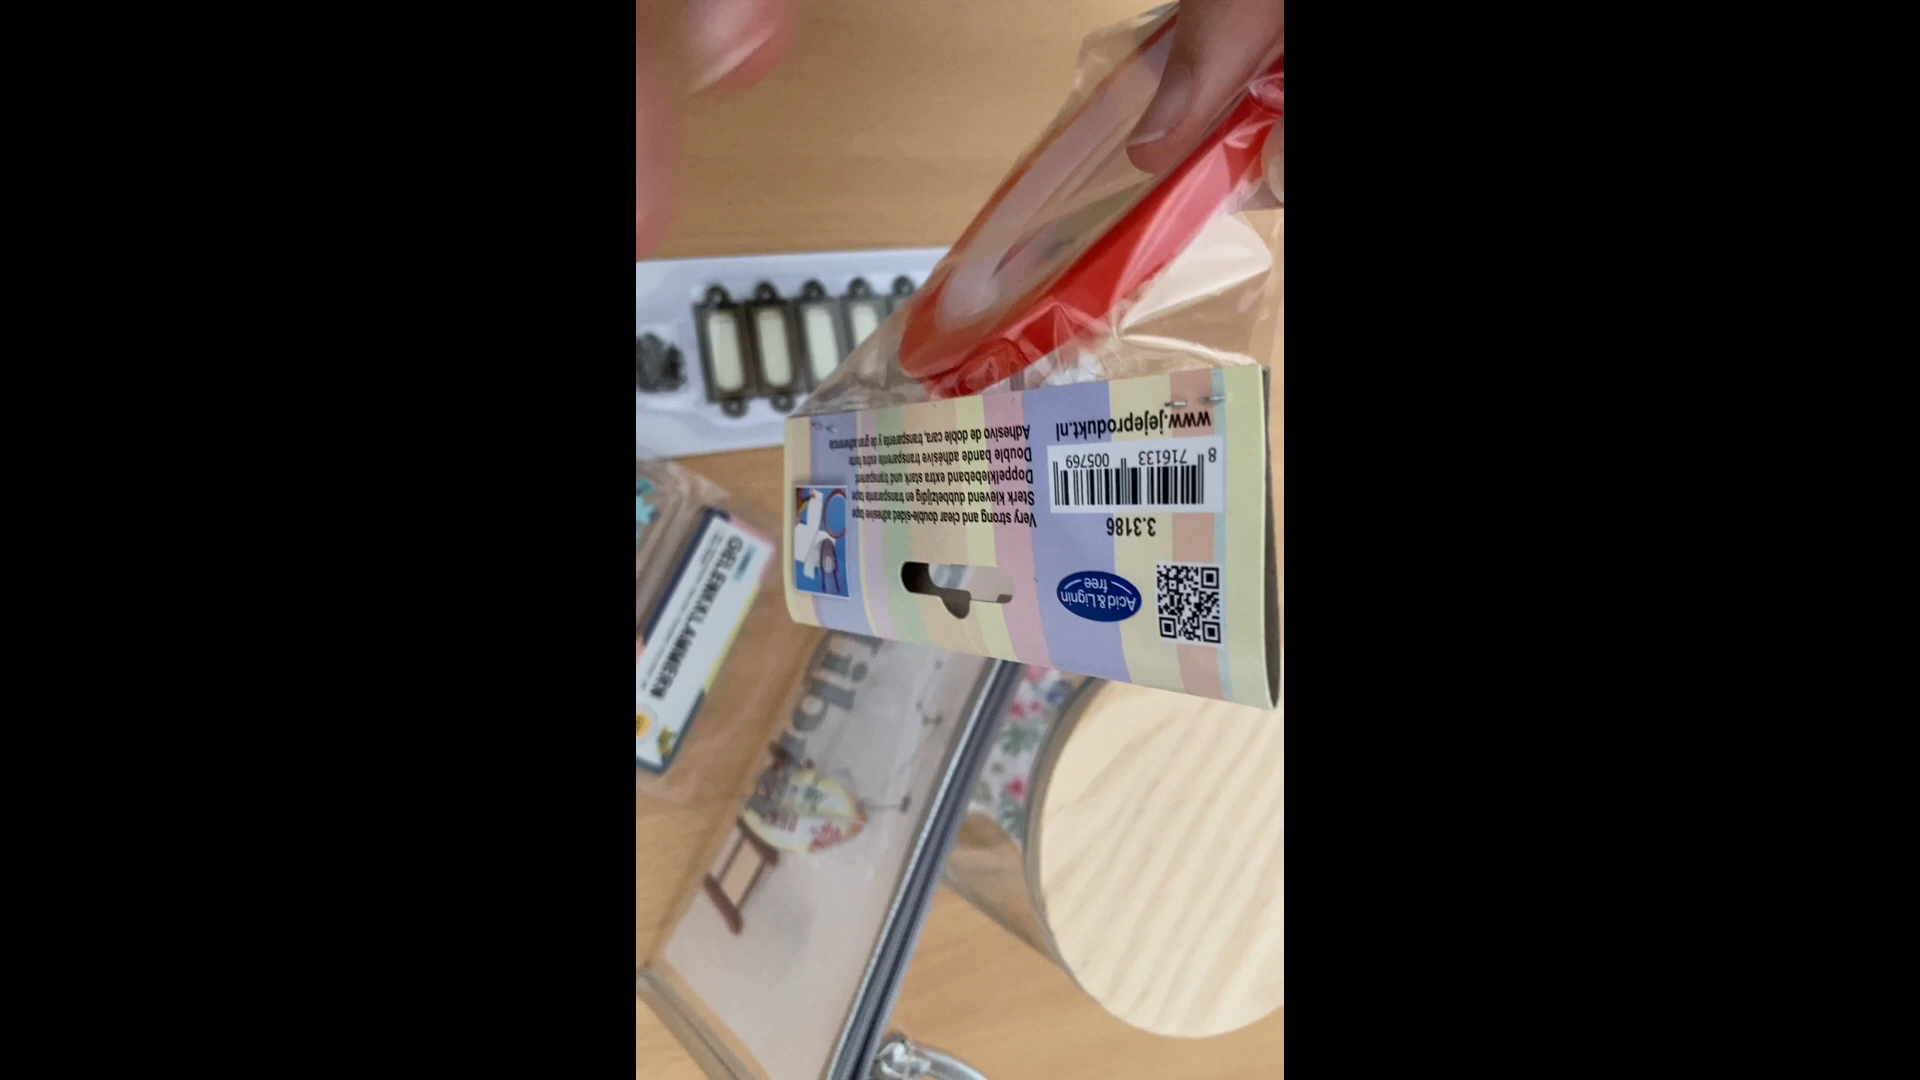 Acid & Lignin
free
3.3186
8 716133 005769
www.jejeprodukt.nl
Very strong and clear double-sided adhesive tape
Sterk klevend dubbelzijdig en transparante tape
Doppelklebeband extra stark und transparent
Double bande adhésive transparente extra forte
Adhesivo de doble cara, transparente y de gran adherencia